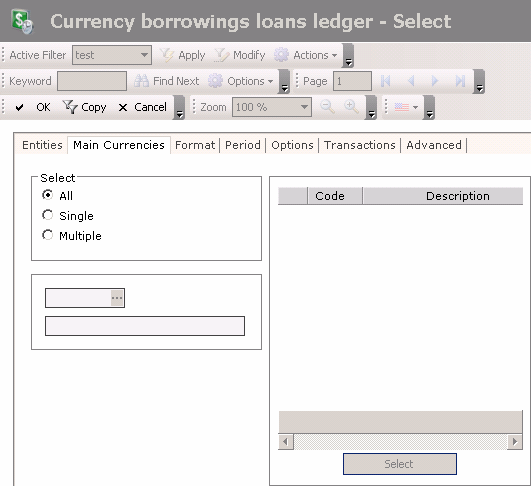 Currency borrowings loans ledger - Select
Active Filter test Apply Modify Actions
Keyword Find Next Options Page 1
OK Copy Cancel Zoom 100 %
Entities Main Currencies Format Period Options Transactions Advanced
Select
All
Single
Multiple
Code Description
Select